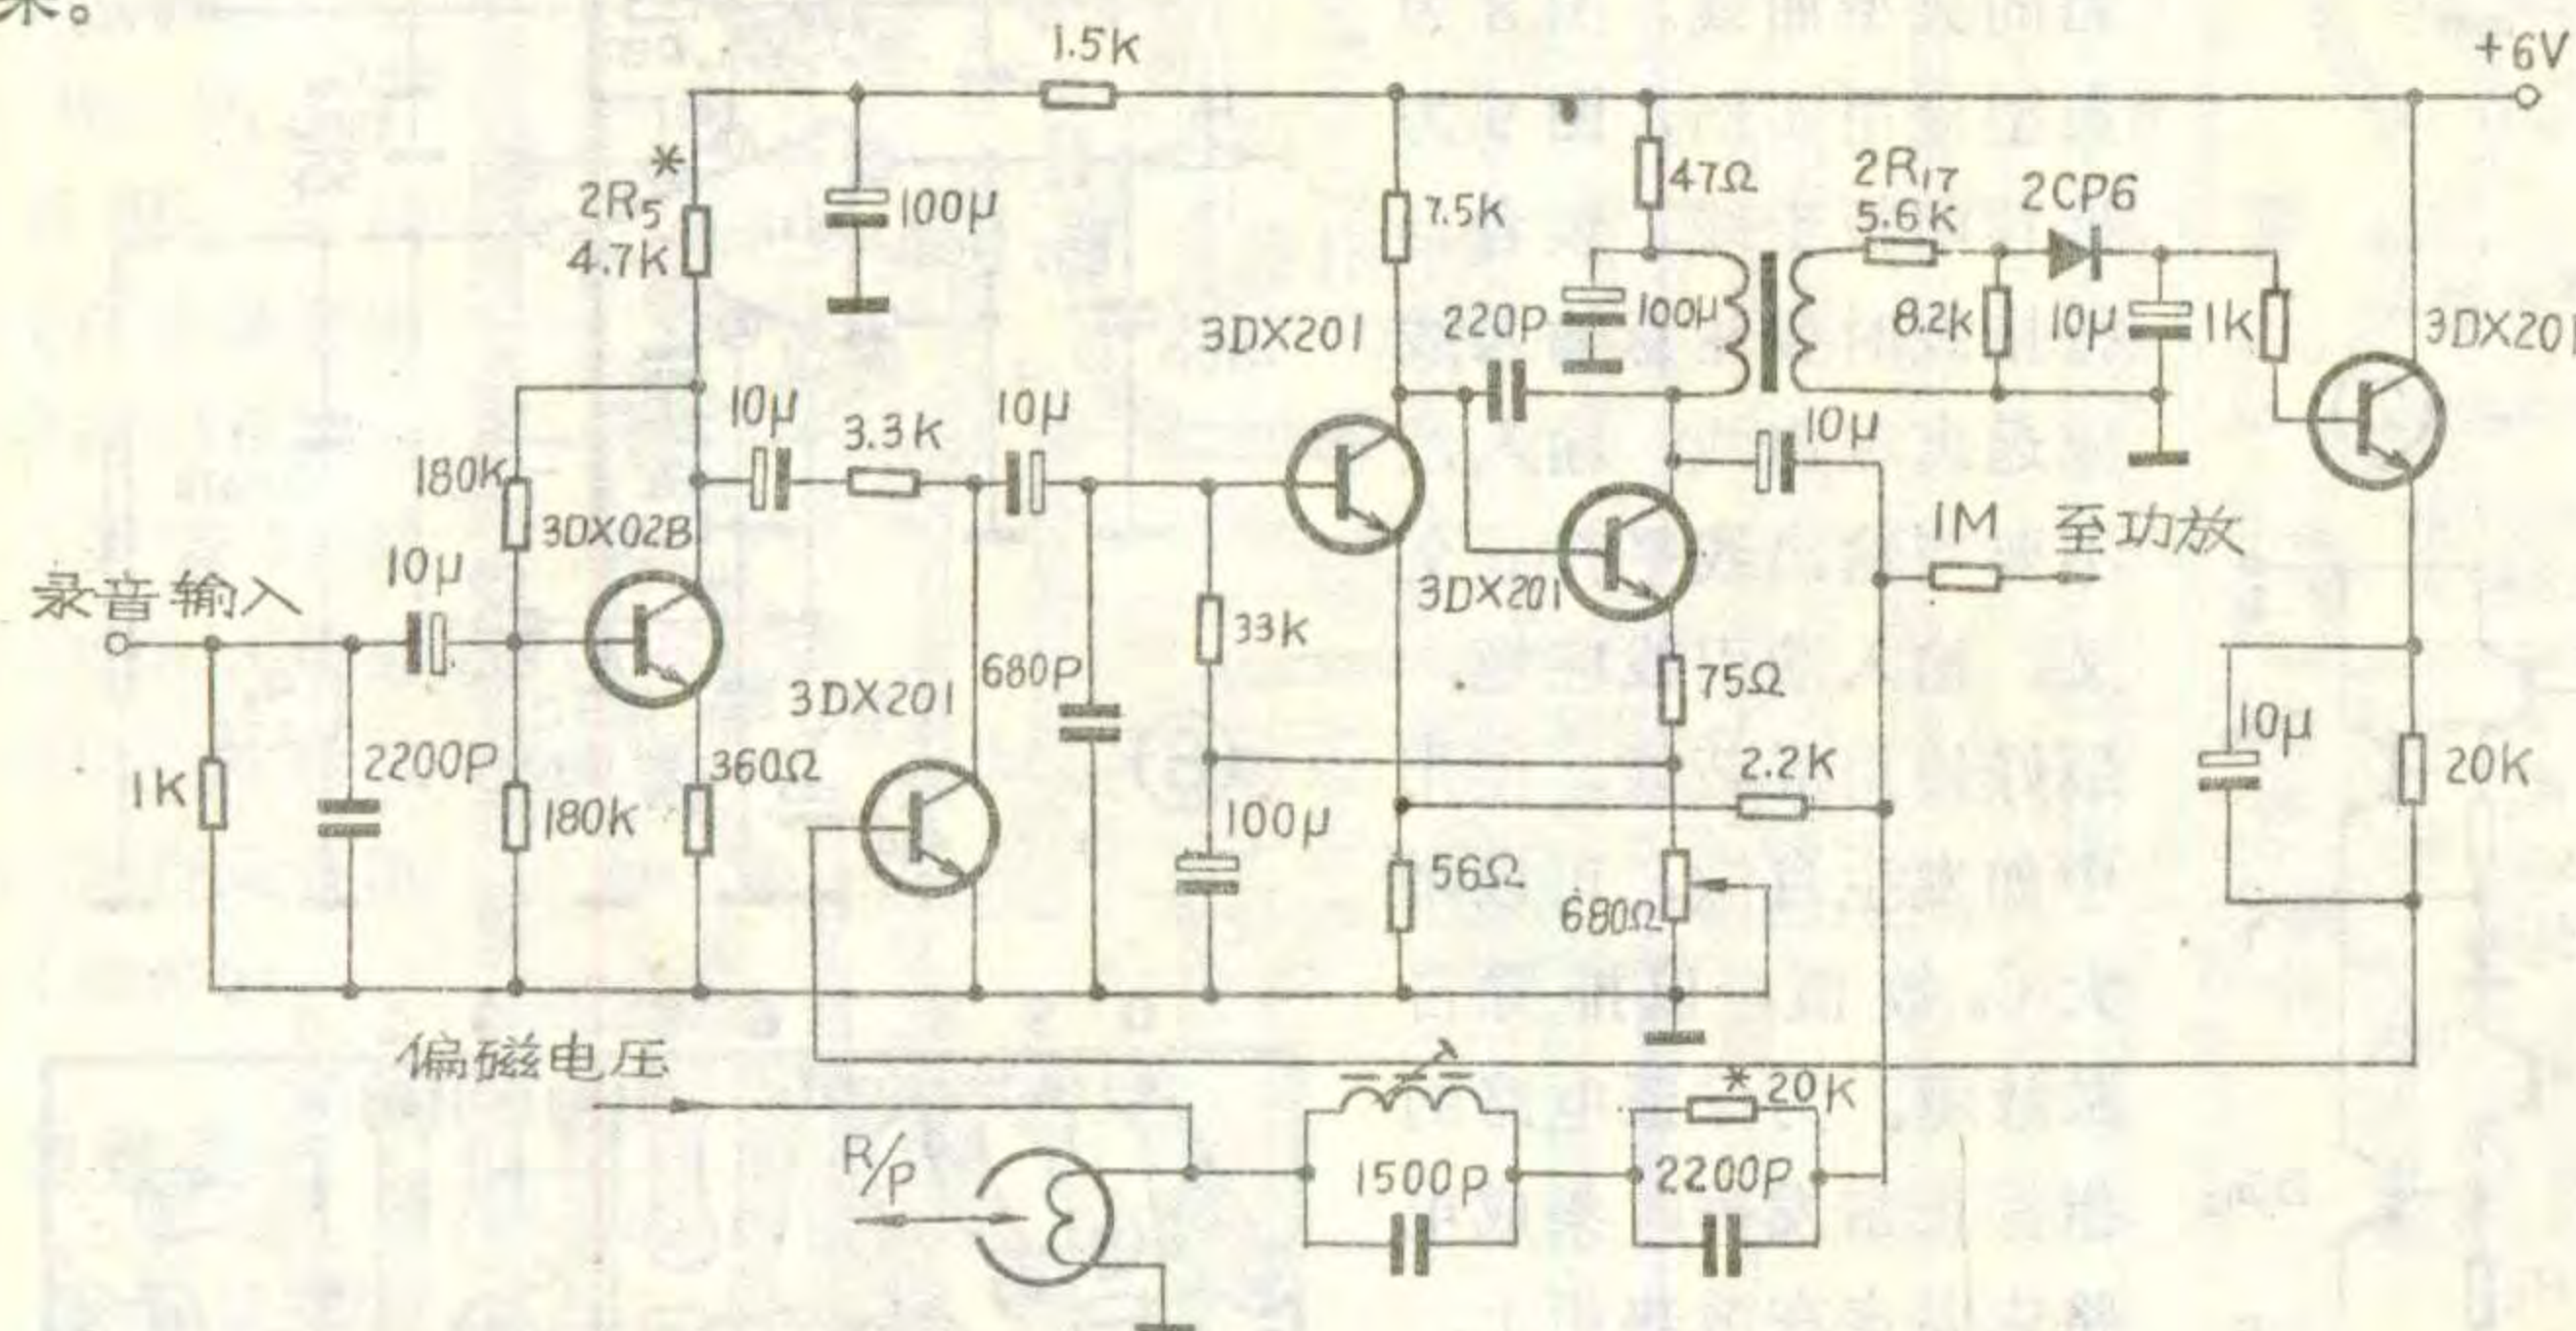 果。
1.5K
+6V
*
2R5
4.7K
100μ
7.5K
47Ω
2R17
5.6K
2CP6
3DX201
220P
100μ
8.2K
10μ
1K
3DX201
10μ
3.3K
10μ
10μ
180K
3DX02B
录音输入
10μ
3DX201
1M
至功放
33K
3DX201
680P
75Ω
10μ
20K
1K
2200P
180K
360Ω
100μ
2.2K
56Ω
680Ω
偏磁电压
*20K
R/P
1500P
2200P